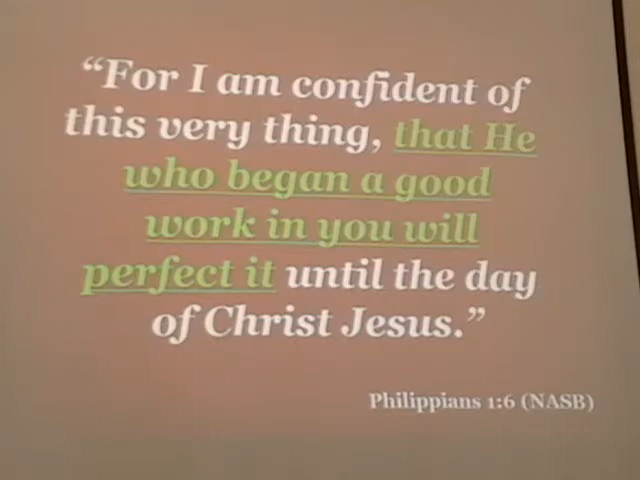 “For I am confident of
this very thing, that He
who began a good
work in you will
perfect it until the day
of Christ Jesus.”
Philippians 1:6 (NASB)